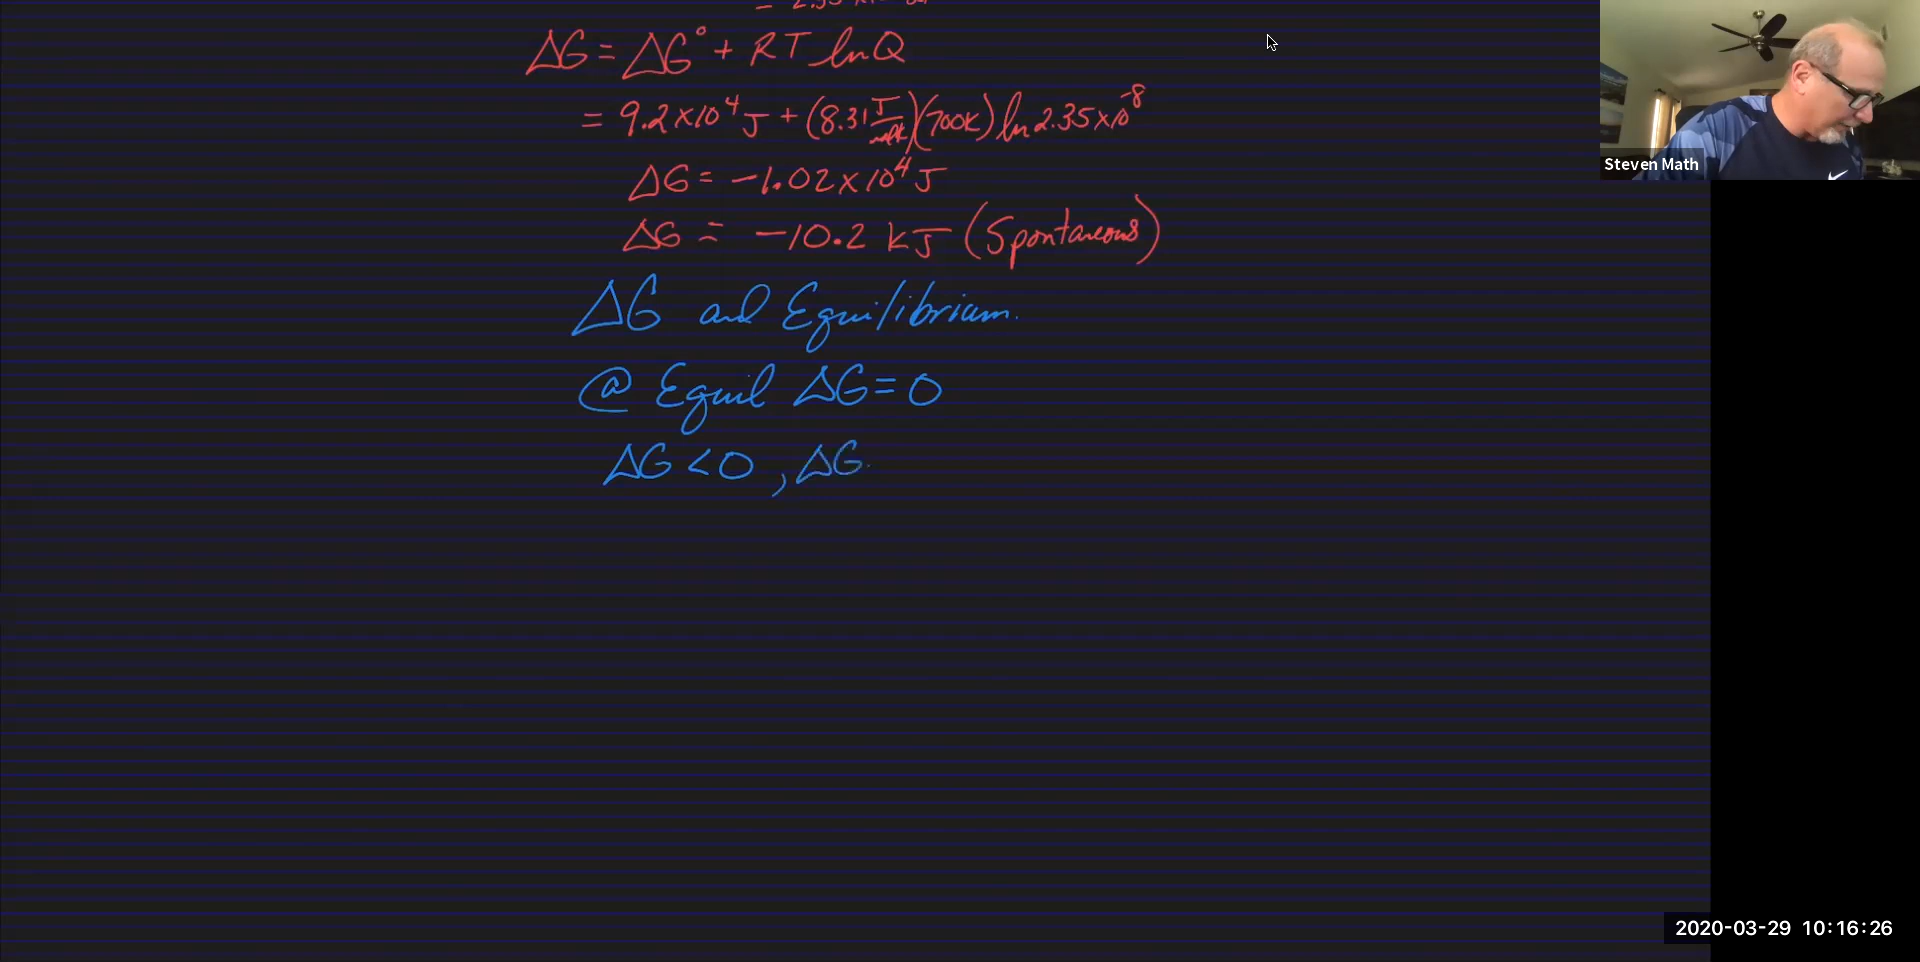 ΔG = ΔG° + RT ln Q
= 9.2 x 10⁴ J + (8.31 J/molK)(700K) ln 2.35 x 10⁻⁸
ΔG = -1.02 x 10⁴ J
ΔG = -10.2 kJ (Spontaneous)
ΔG and Equilibrium.
@ Equil ΔG = 0
ΔG < 0 , ΔG
Steven Math
2020-03-29 10:16:26